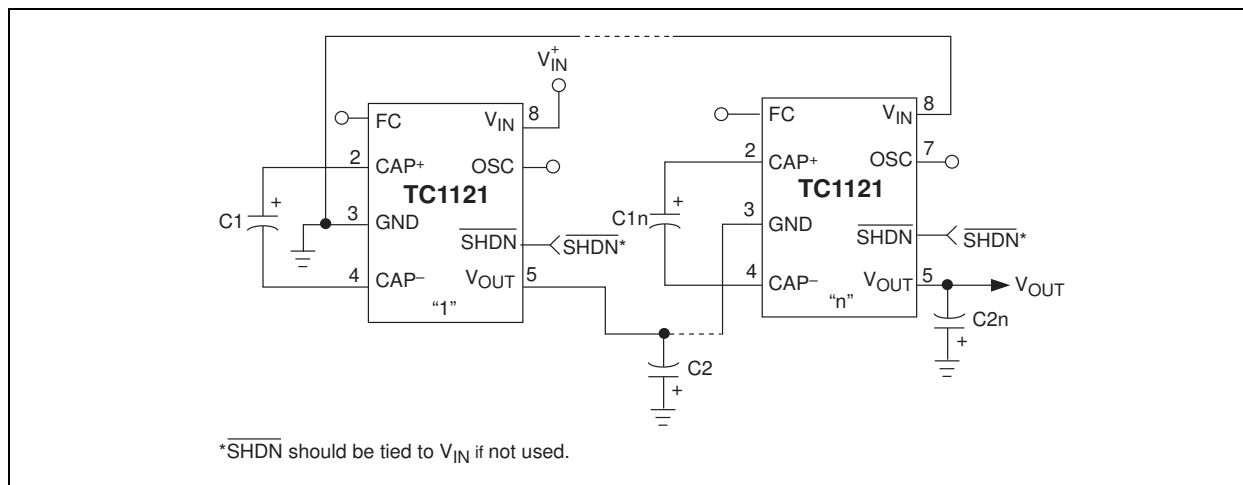 V+IN
FC
VIN
8
2
CAP+
OSC
TC1121
C1
+
3
GND
SHDN
SHDN*
4
CAP–
VOUT
5
“1”
C2
+
FC
VIN
8
2
CAP+
OSC
7
TC1121
C1n
+
3
GND
SHDN
SHDN*
4
CAP–
VOUT
5
VOUT
“n”
C2n
+
*SHDN should be tied to VIN if not used.